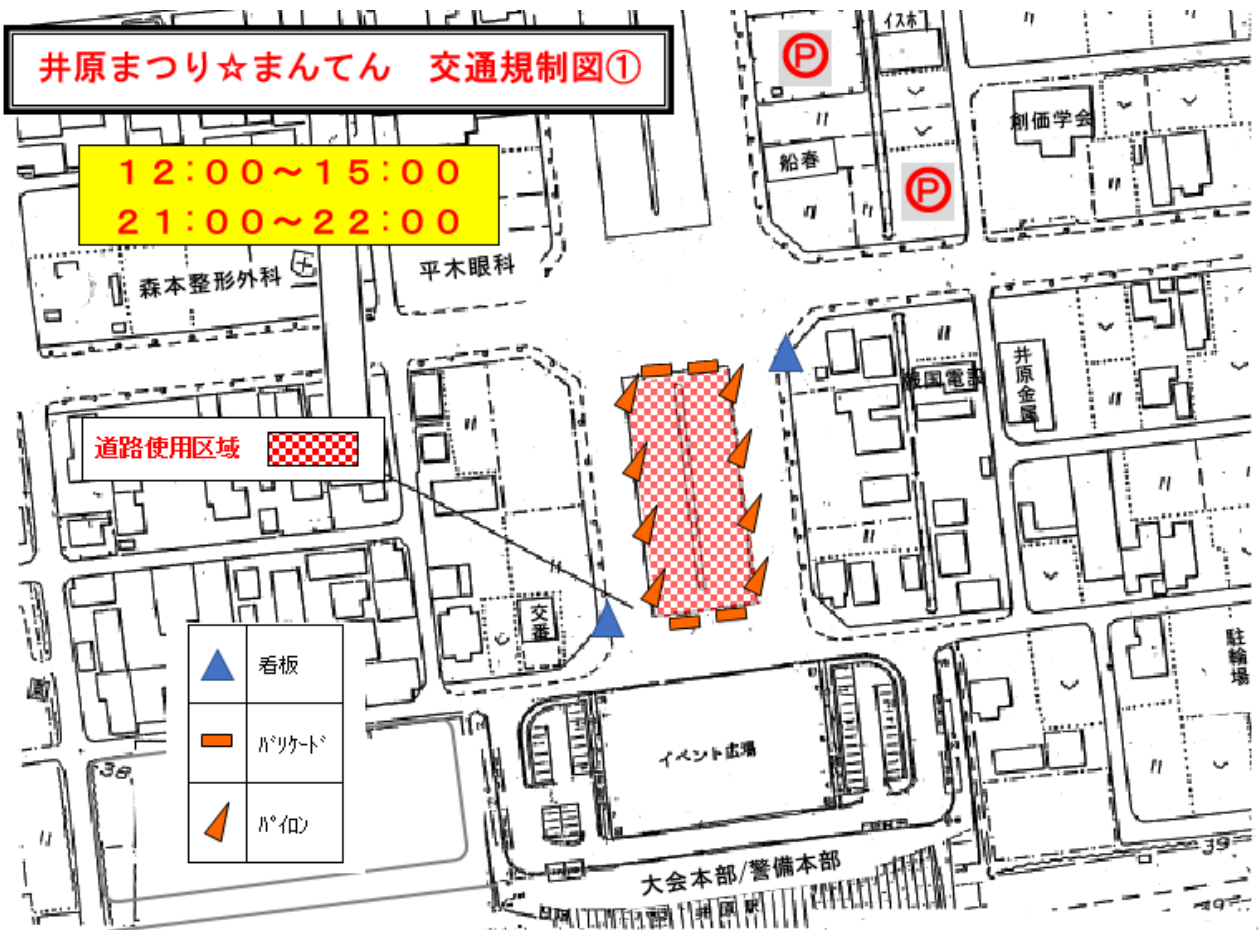 井原まつり☆まんてん　交通規制図①
１２：００～１５：００
２１：００～２２：００
イスホ
Ⓟ
創価学会
船春
Ⓟ
平木眼科
森本整形外科
井原金属
道路使用区域
交番
駐輪場
看板
ﾊﾞﾘｹｰﾄﾞ
ﾊﾟｲﾛﾝ
イベント広場
38
39
大会本部/警備本部